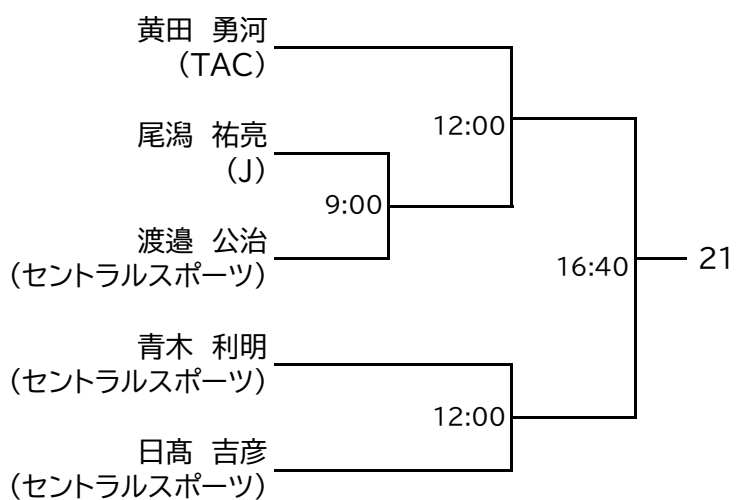 黄田　勇河
(TAC)
12:00
尾潟　祐亮
(J)
9:00
渡邉　公治
(セントラルスポーツ)
16:40
21
青木　利明
(セントラルスポーツ)
12:00
日髙　吉彦
(セントラルスポーツ)